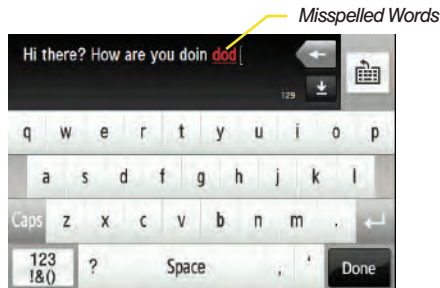 Misspelled Words
Hi there? How are you doin dod
129
q w e r t y u i o p
a s d f g h j k l
Caps z x c v b n m .
123 !&() ? Space , ' Done